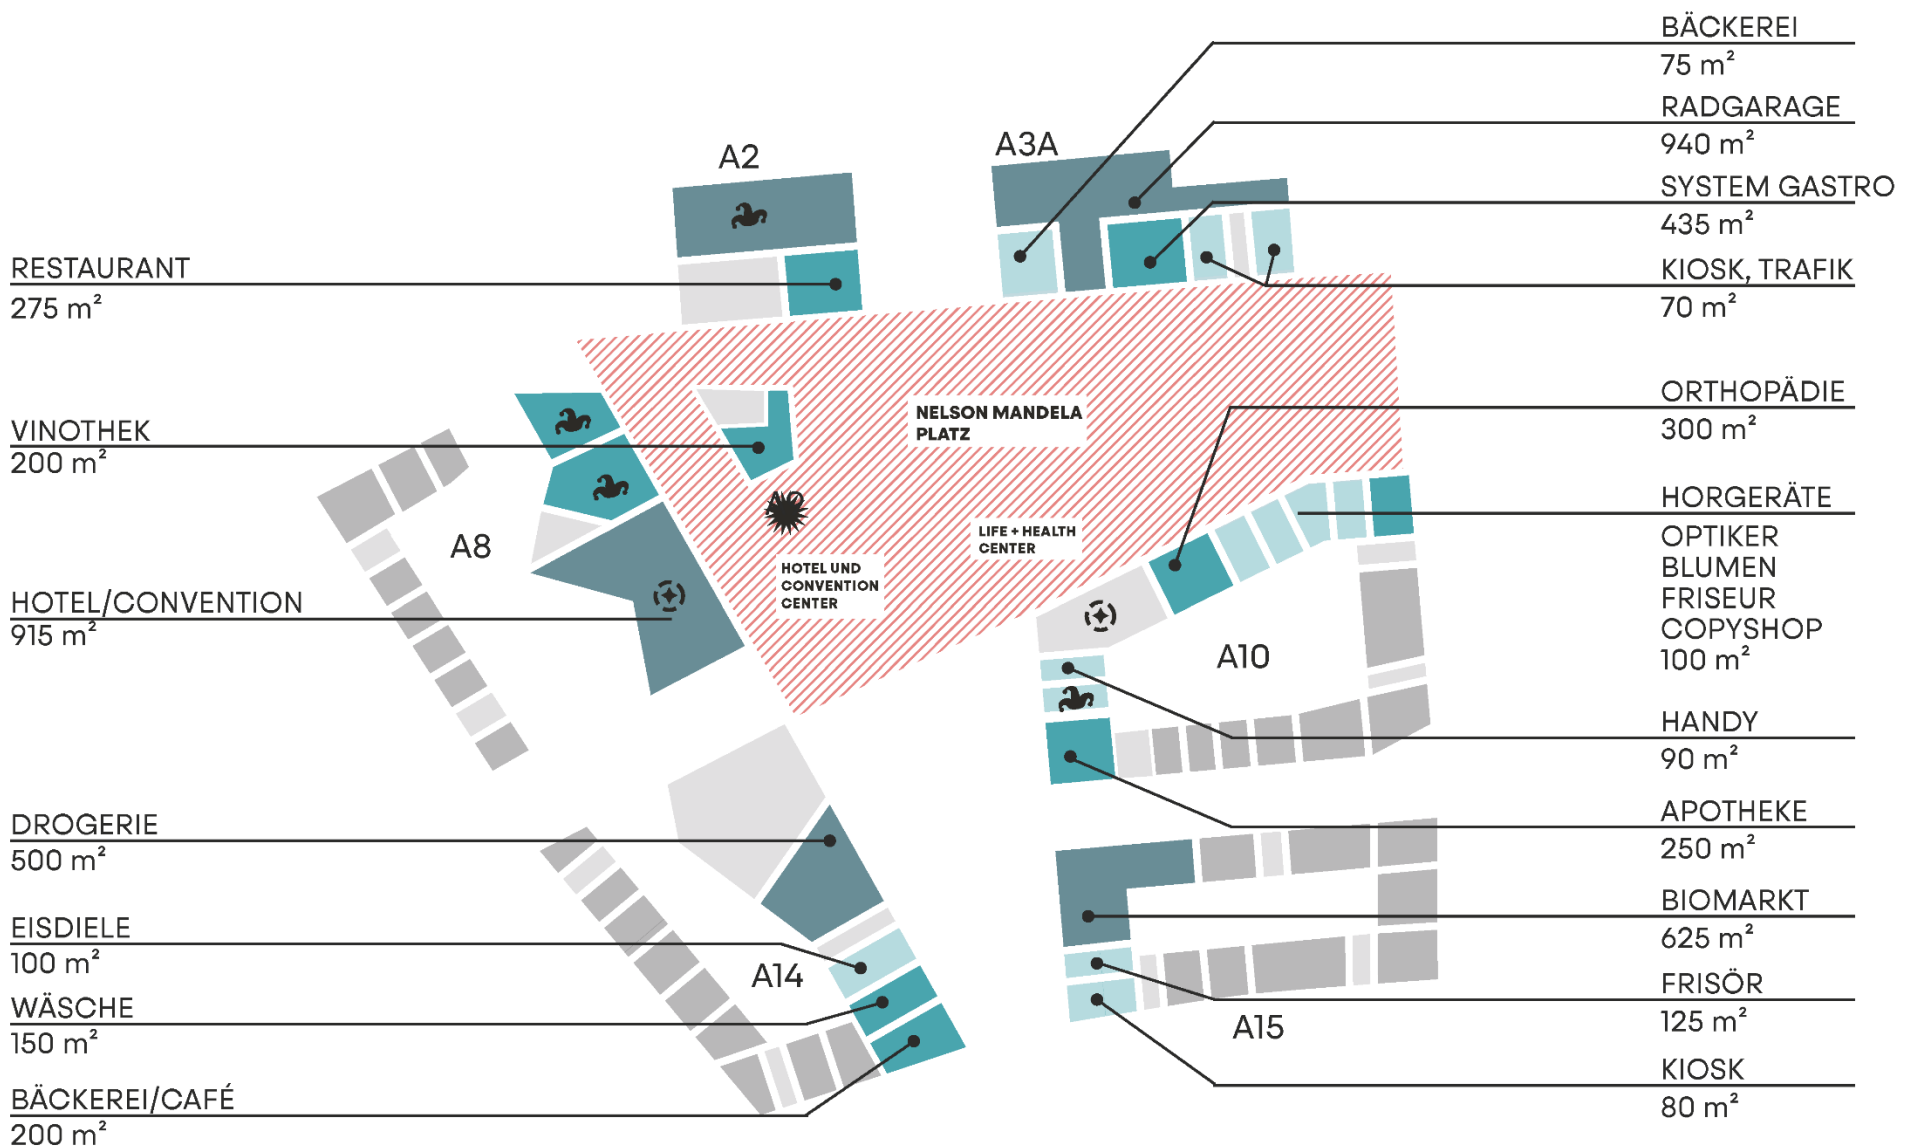 BÄCKEREI
75 m²
RADGARAGE
940 m²
SYSTEM GASTRO
435 m²
KIOSK, TRAFIK
70 m²
A2
A3A
RESTAURANT
275 m²
VINOTHEK
200 m²
NELSON MANDELA
PLATZ
ORTHOPÄDIE
300 m²
A8
LIFE + HEALTH
CENTER
HOTEL UND
CONVENTION
CENTER
HORGERÄTE
OPTIKER
BLUMEN
FRISEUR
COPYSHOP
100 m²
HOTEL/CONVENTION
915 m²
A10
HANDY
90 m²
APOTHEKE
250 m²
DROGERIE
500 m²
EISDIELE
100 m²
A14
WÄSCHE
150 m²
BÄCKEREI/CAFÉ
200 m²
BIOMARKT
625 m²
FRISÖR
125 m²
A15
KIOSK
80 m²